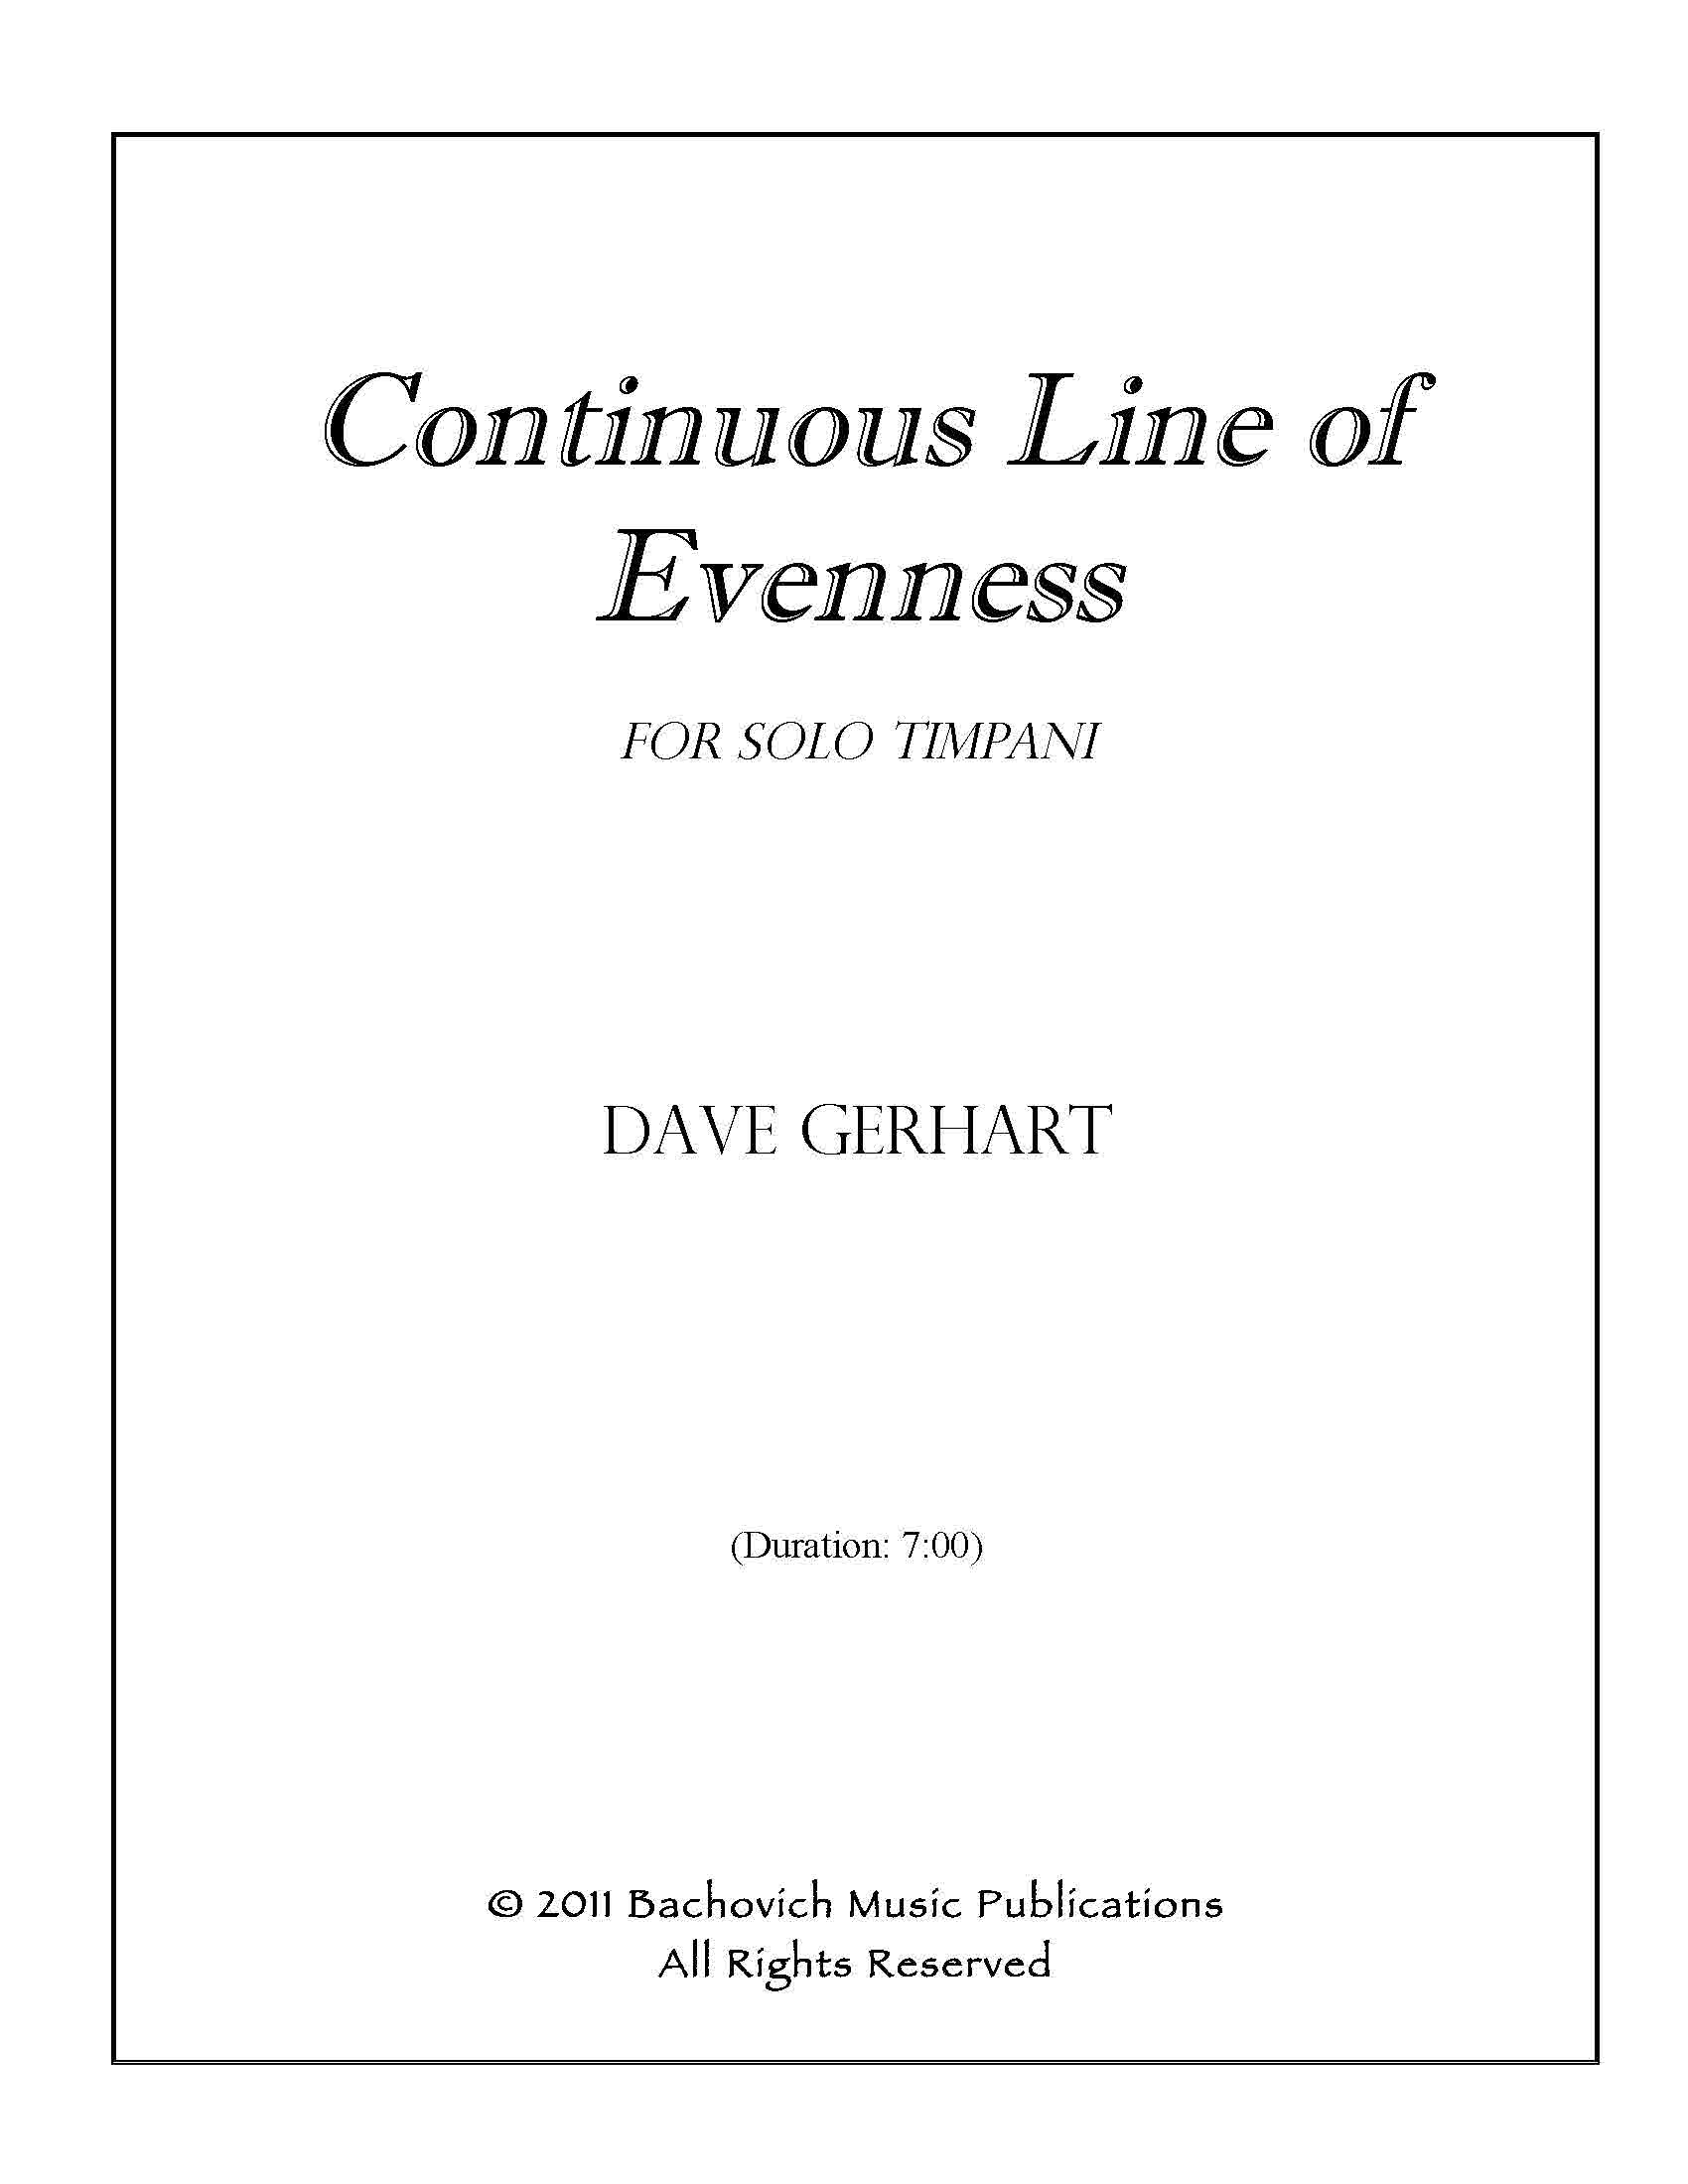 Continuous Line of
Evenness
FOR SOLO TIMPANI
DAVE GERHART
(Duration: 7:00)
© 2011 Bachovich Music Publications
All Rights Reserved